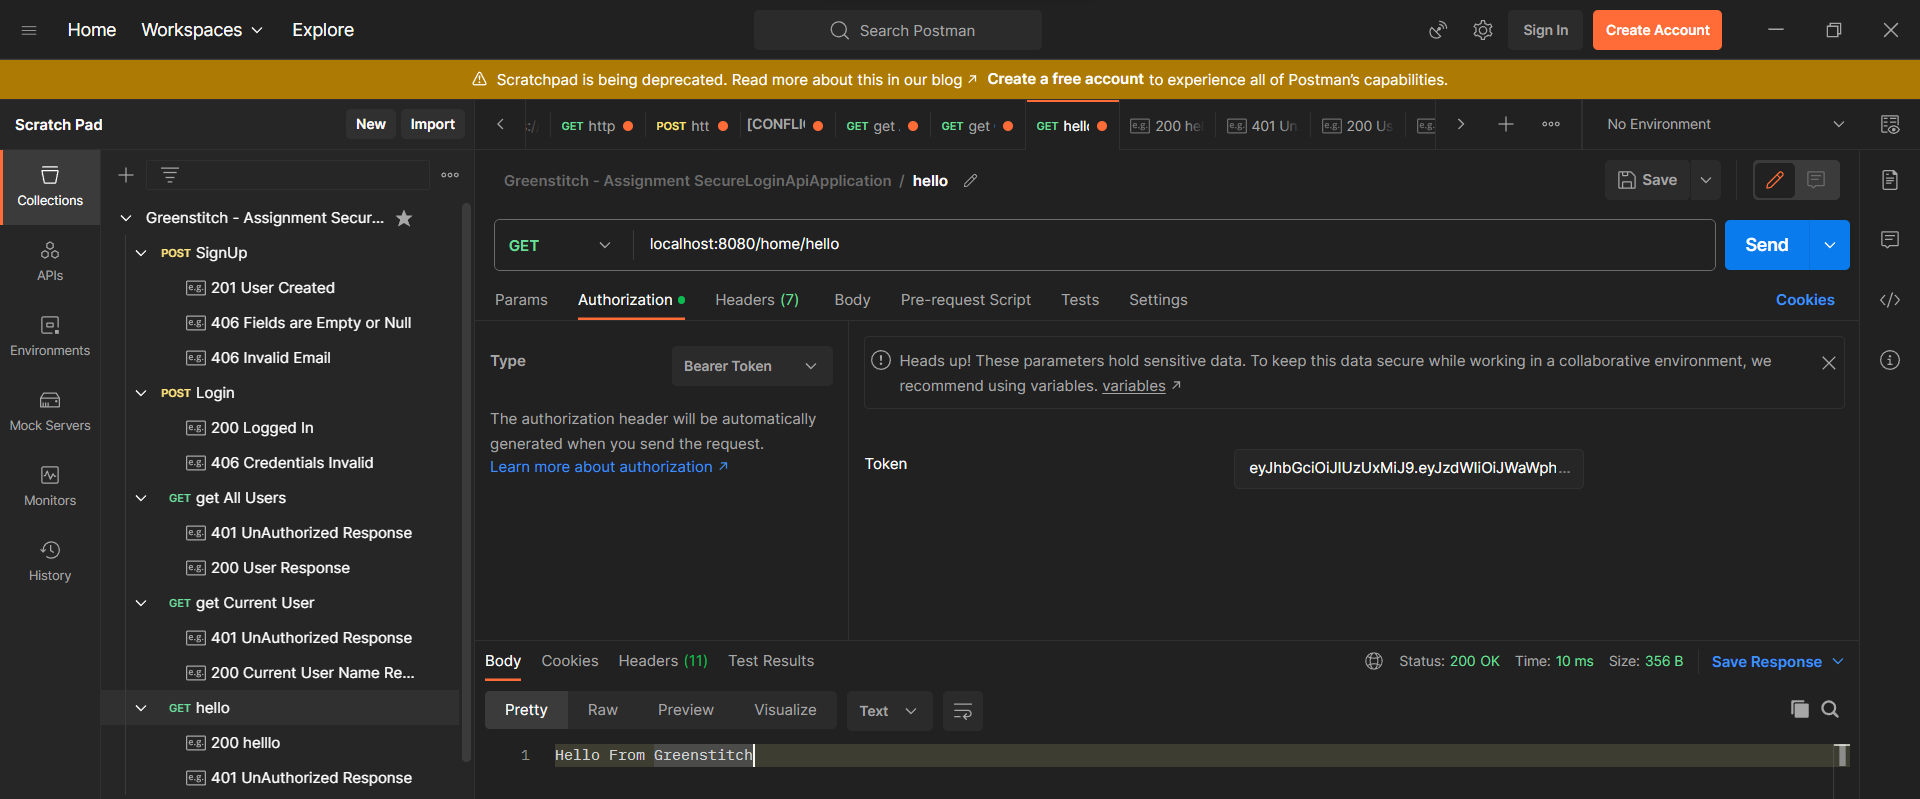 Home
Workspaces
Explore
Search Postman
Sign In
Create Account
Scratchpad is being deprecated. Read more about this in our blog ↗ Create a free account to experience all of Postman's capabilities.
Scratch Pad
New
Import
GET http
POST htt
[CONFLI
GET get
GET get
GET hello
e.g. 200 he
e.g. 401 Un
e.g. 200 Us
e.g.
No Environment
Collections
APIs
Environments
Mock Servers
Monitors
History
Greenstitch - Assignment Secur...
POST SignUp
e.g. 201 User Created
e.g. 406 Fields are Empty or Null
e.g. 406 Invalid Email
POST Login
e.g. 200 Logged In
e.g. 406 Credentials Invalid
GET get All Users
e.g. 401 UnAuthorized Response
e.g. 200 User Response
GET get Current User
e.g. 401 UnAuthorized Response
e.g. 200 Current User Name Re...
GET hello
e.g. 200 helllo
e.g. 401 UnAuthorized Response
Greenstitch - Assignment SecureLoginApiApplication / hello
Save
GET
localhost:8080/home/hello
Send
Params
Authorization
Headers (7)
Body
Pre-request Script
Tests
Settings
Cookies
Type
Bearer Token
The authorization header will be automatically
generated when you send the request.
Learn more about authorization ↗
Heads up! These parameters hold sensitive data. To keep this data secure while working in a collaborative environment, we
recommend using variables. variables ↗
Token
eyJhbGciOiJIUzUxMiJ9.eyJzdWIiOiJWaWph...
Body
Cookies
Headers (11)
Test Results
Status: 200 OK
Time: 10 ms
Size: 356 B
Save Response
Pretty
Raw
Preview
Visualize
Text
1
Hello From Greenstitch